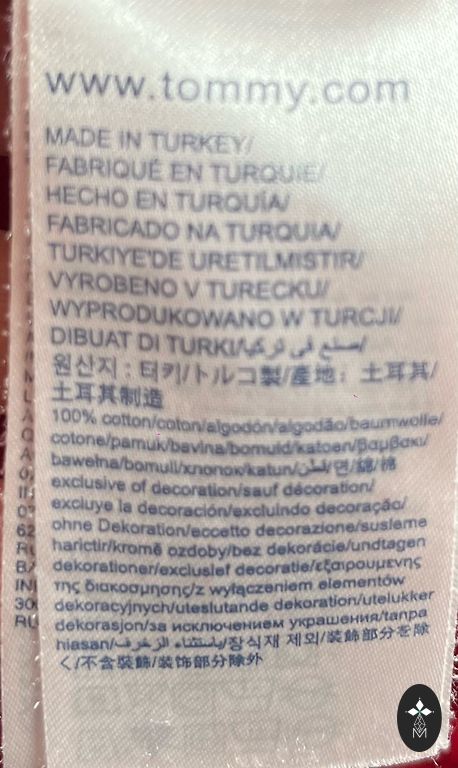 www.tommy.com
MADE IN TURKEY/
FABRIQUÉ EN TURQUIE/
HECHO EN TURQUÍA/
FABRICADO NA TURQUIA/
TURKIYE'DE URETILMISTIR/
VYROBENO V TURECKU/
WYPRODUKOWANO W TURCJI/
DIBUAT DI TURKI/صنع في تركيا/
원산지 : 터키/トルコ製/產地：土耳其/
土耳其制造
100% cotton/coton/algodón/algodão/baumwolle/
cotone/pamuk/bavlna/bomuld/katoen/βαμβακι/
bawełna/bomull/хлопок/katun/قطن/면/綿/棉
exclusive of decoration/sauf décoration/
excluye la decoración/excluindo decoração/
ohne Dekoration/eccetto decorazione/susleme
harictir/kromě ozdoby/bez dekorácie/undtagen
dekorationer/exclusief decoratie/εξαιρουμενης
της διακοσμησης/z wyłączeniem elementów
dekoracyjnych/uteslutande dekoration/utelukker
dekorasjon/за исключением украшения/tanpa
hiasan/باستثناء الزخرف/장식재 제외/装飾部分を除
く/不含裝飾/装饰部分除外
M